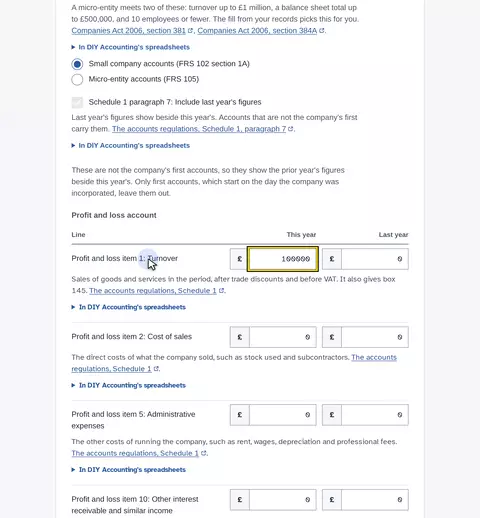 A micro-entity meets two of these: turnover up to £1 million, a balance sheet total up
to £500,000, and 10 employees or fewer. The fill from your records picks this for you.
Companies Act 2006, section 381, Companies Act 2006, section 384A.
In DIY Accounting's spreadsheets
Small company accounts (FRS 102 section 1A)
Micro-entity accounts (FRS 105)
Schedule 1 paragraph 7: Include last year's figures
Last year's figures show beside this year's. Accounts that are not the company's first
carry them. The accounts regulations, Schedule 1, paragraph 7.
In DIY Accounting's spreadsheets
These are not the company's first accounts, so they show the prior year's figures
beside this year's. Only first accounts, which start on the day the company was
incorporated, leave them out.
Profit and loss account
Line This year Last year
Profit and loss item 1: Turnover £ 100000 £ 0
Sales of goods and services in the period, after trade discounts and before VAT. It also gives box
145. The accounts regulations, Schedule 1.
In DIY Accounting's spreadsheets
Profit and loss item 2: Cost of sales £ 0 £ 0
The direct costs of what the company sold, such as stock used and subcontractors. The accounts
regulations, Schedule 1.
In DIY Accounting's spreadsheets
Profit and loss item 5: Administrative
expenses £ 0 £ 0
The other costs of running the company, such as rent, wages, depreciation and professional fees.
The accounts regulations, Schedule 1.
In DIY Accounting's spreadsheets
Profit and loss item 10: Other interest
receivable and similar income £ 0 £ 0